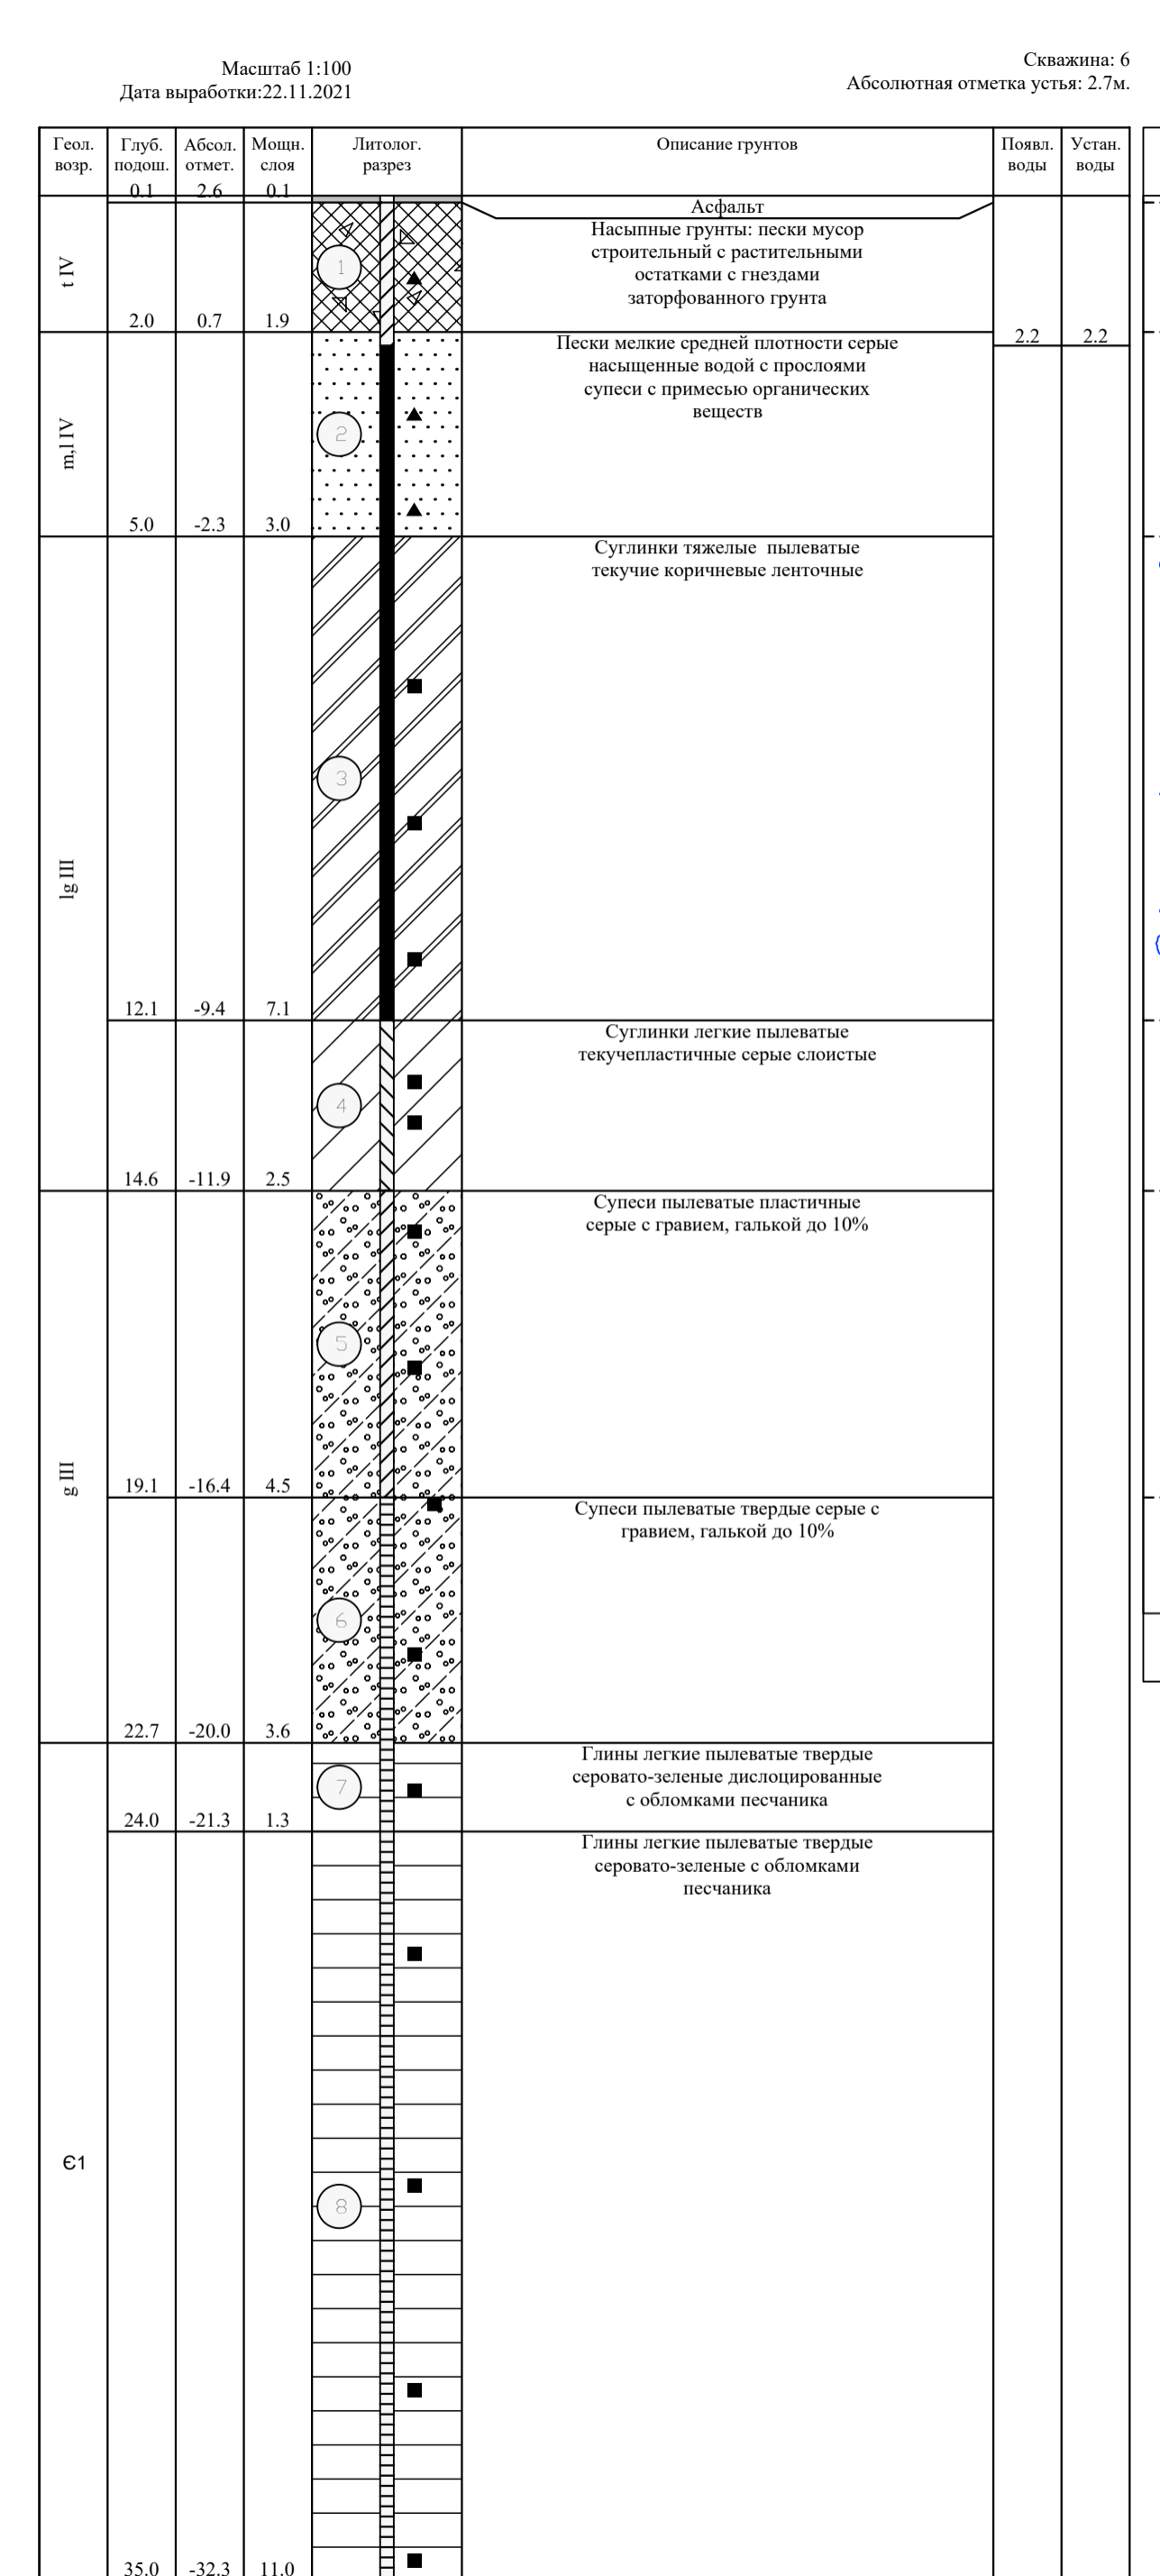 Масштаб 1:100
Дата выработки:22.11.2021
Скважина: 6
Абсолютная отметка устья: 2.7м.
Геол. возр.
Глуб. подош.
Абсол. отмет.
Мощн. слоя
Литолог. разрез
Описание грунтов
Появл. воды
Устан. воды
0.1 2.6 0.1
Асфальт
t IV
1
Насыпные грунты: пески мусор
строительный с растительными
остатками с гнездами
заторфованного грунта
2.0 0.7 1.9
2.2 2.2
m,l IV
2
Пески мелкие средней плотности серые
насыщенные водой с прослоями
супеси с примесью органических
веществ
5.0 -2.3 3.0
lg III
3
Суглинки тяжелые пылеватые
текучие коричневые ленточные
12.1 -9.4 7.1
4
Суглинки легкие пылеватые
текучепластичные серые слоистые
14.6 -11.9 2.5
g III
5
Супеси пылеватые пластичные
серые с гравием, галькой до 10%
19.1 -16.4 4.5
6
Супеси пылеватые твердые серые с
гравием, галькой до 10%
22.7 -20.0 3.6
Є1
7
Глины легкие пылеватые твердые
серовато-зеленые дислоцированные
с обломками песчаника
24.0 -21.3 1.3
8
Глины легкие пылеватые твердые
серовато-зеленые с обломками
песчаника
35.0 -32.3 11.0